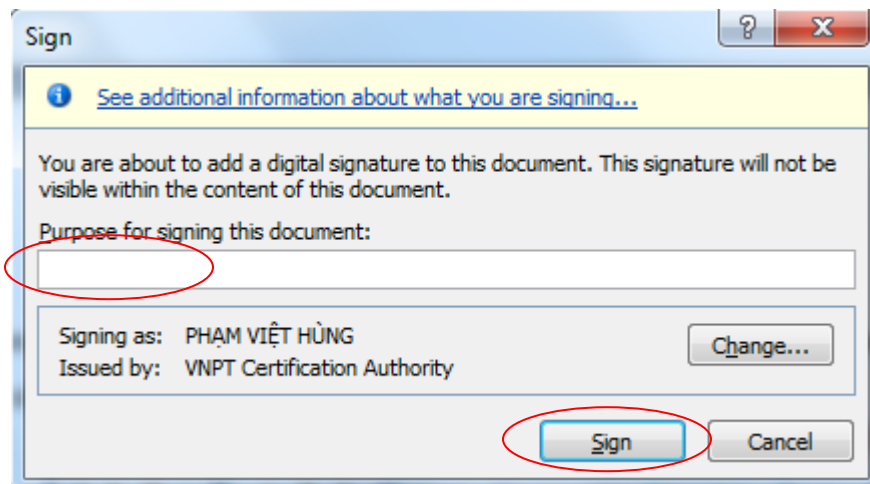 Sign
?
X
See additional information about what you are signing...
You are about to add a digital signature to this document. This signature will not be
visible within the content of this document.
Purpose for signing this document:
Signing as: PHẠM VIỆT HÙNG
Change...
Issued by: VNPT Certification Authority
Sign Cancel